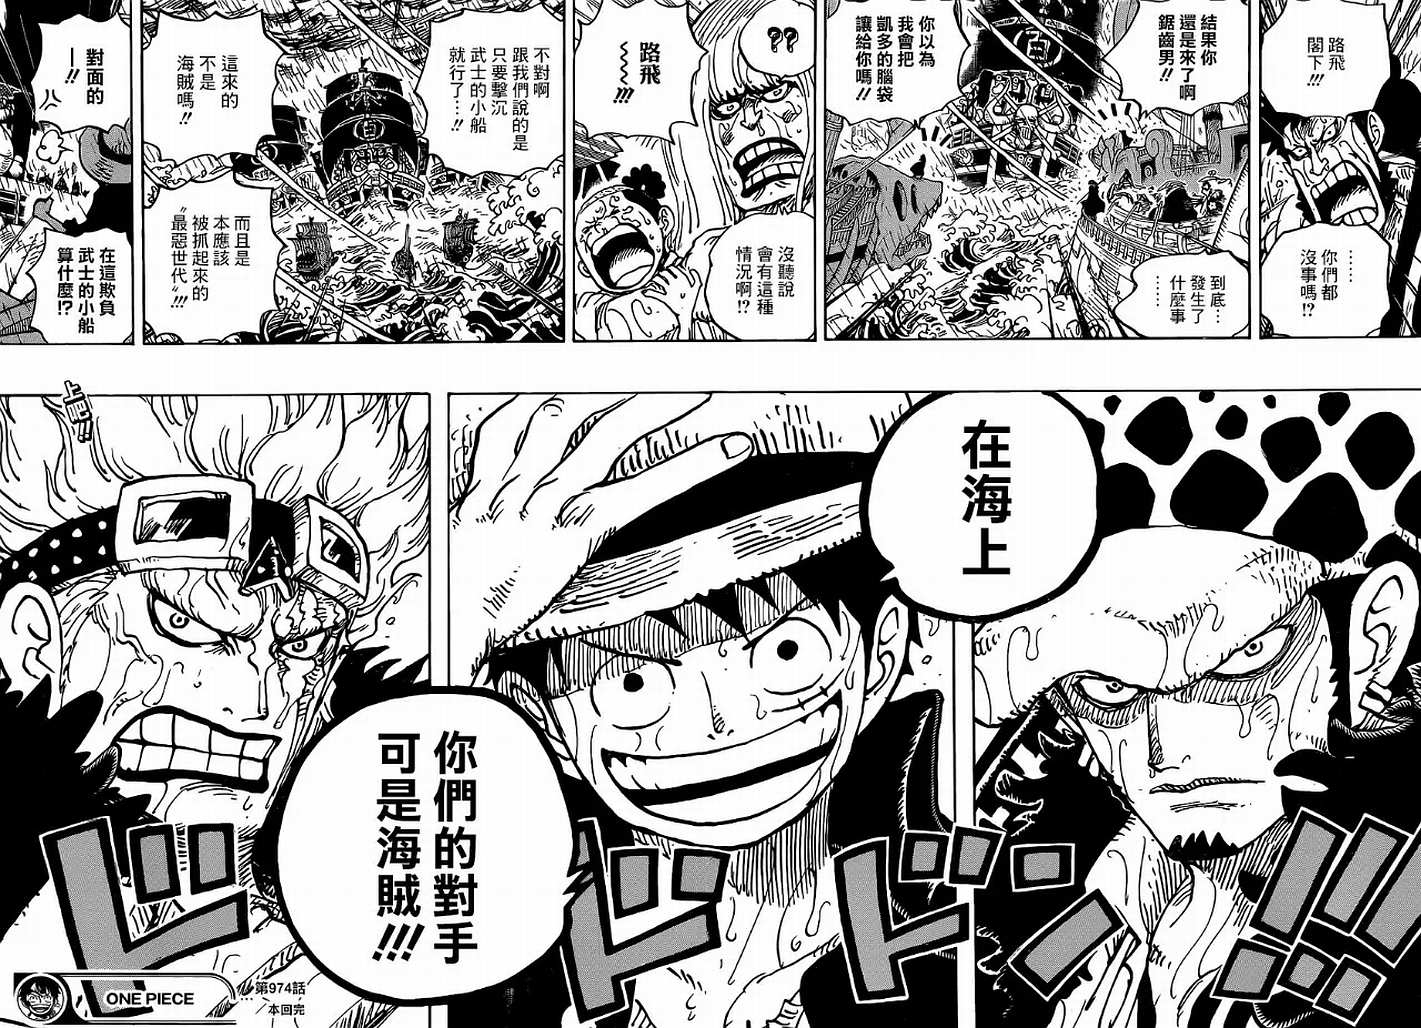 路飛
閣下!!!
……
你們都
沒事嗎!?
結果你
還是來了啊
鋸齒男!!
你以為
我會把
凱多的腦袋
讓給你嗎!!
到底…
發生了
什麼事
……
??
路飛
〜〜〜!!!
沒聽說
會有這種
情況啊!?
不對啊
跟我們說的是
只要擊沉
武士的小船
就行了…!!
這來的
不是
海賊嗎!!
而且是
本應該
被抓起來的
“最惡世代”!!!
對面的
—!!
在這欺負
武士的小船
算什麼!?
在海上
你們的對手
可是海賊!!!
ドドドン!!!
ONE PIECE
第974話
……
本回完